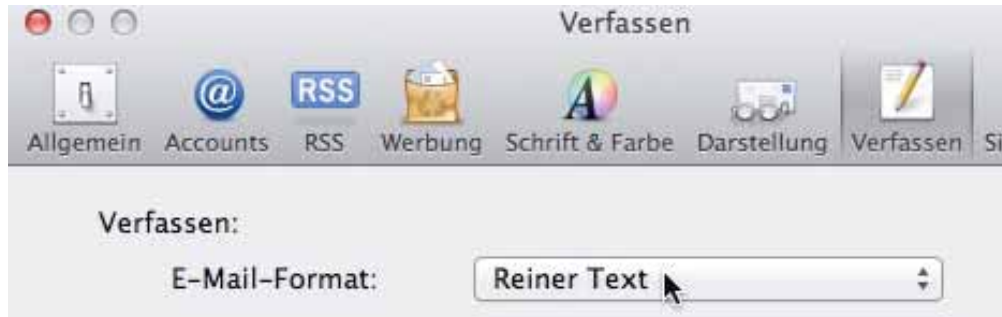 Verfassen
RSS
Allgemein Accounts RSS Werbung Schrift & Farbe Darstellung Verfassen
Verfassen:
E-Mail-Format: Reiner Text